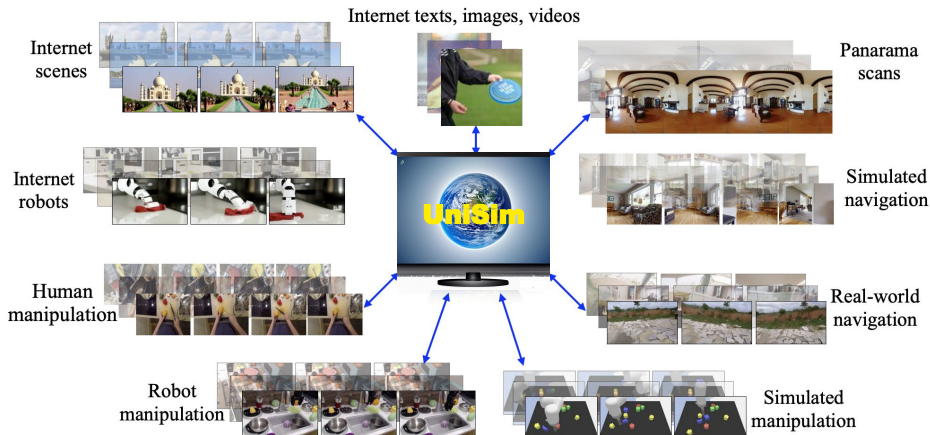 Internet texts, images, videos
Internet
scenes
Panarama
scans
Internet
robots
Simulated
navigation
UniSim
Human
manipulation
Real-world
navigation
Robot
manipulation
Simulated
manipulation